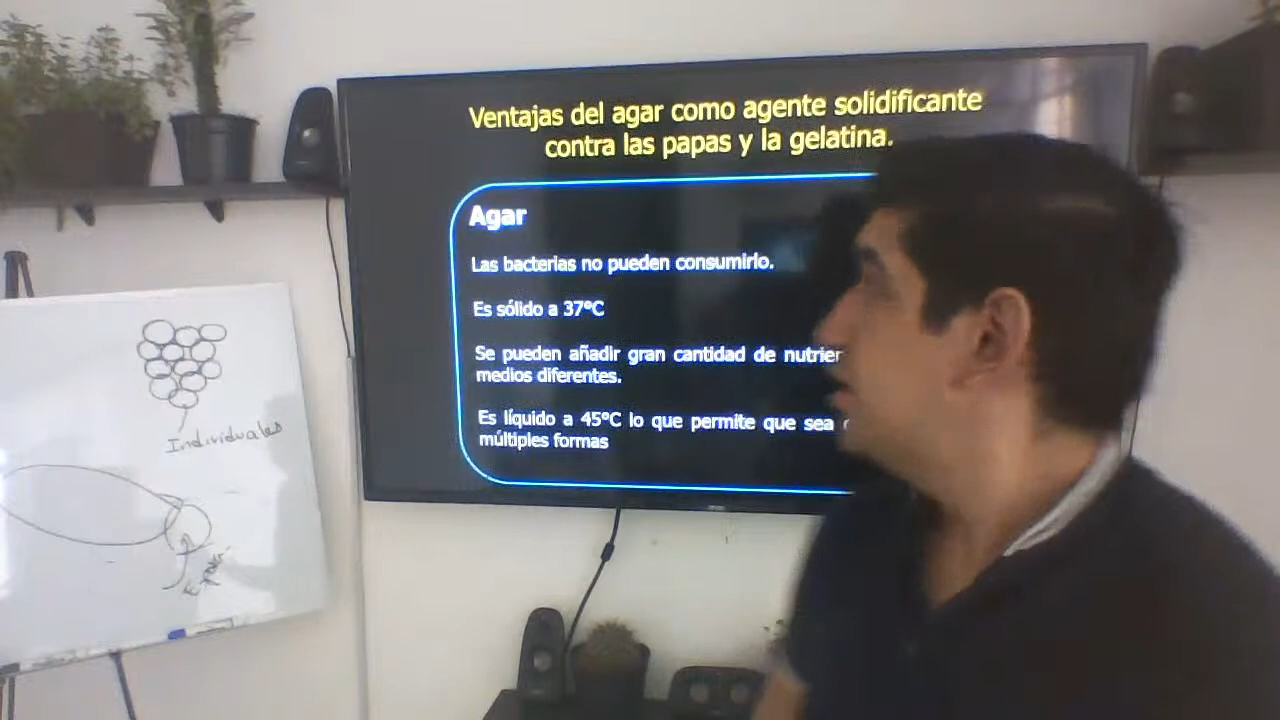 Ventajas del agar como agente solidificante
contra las papas y la gelatina.
Agar
Las bacterias no pueden consumirlo.
Es sólido a 37°C
Se pueden añadir gran cantidad de
medios diferentes.
Es líquido a 45°C lo que permite que sea
múltiples formas
Individuales